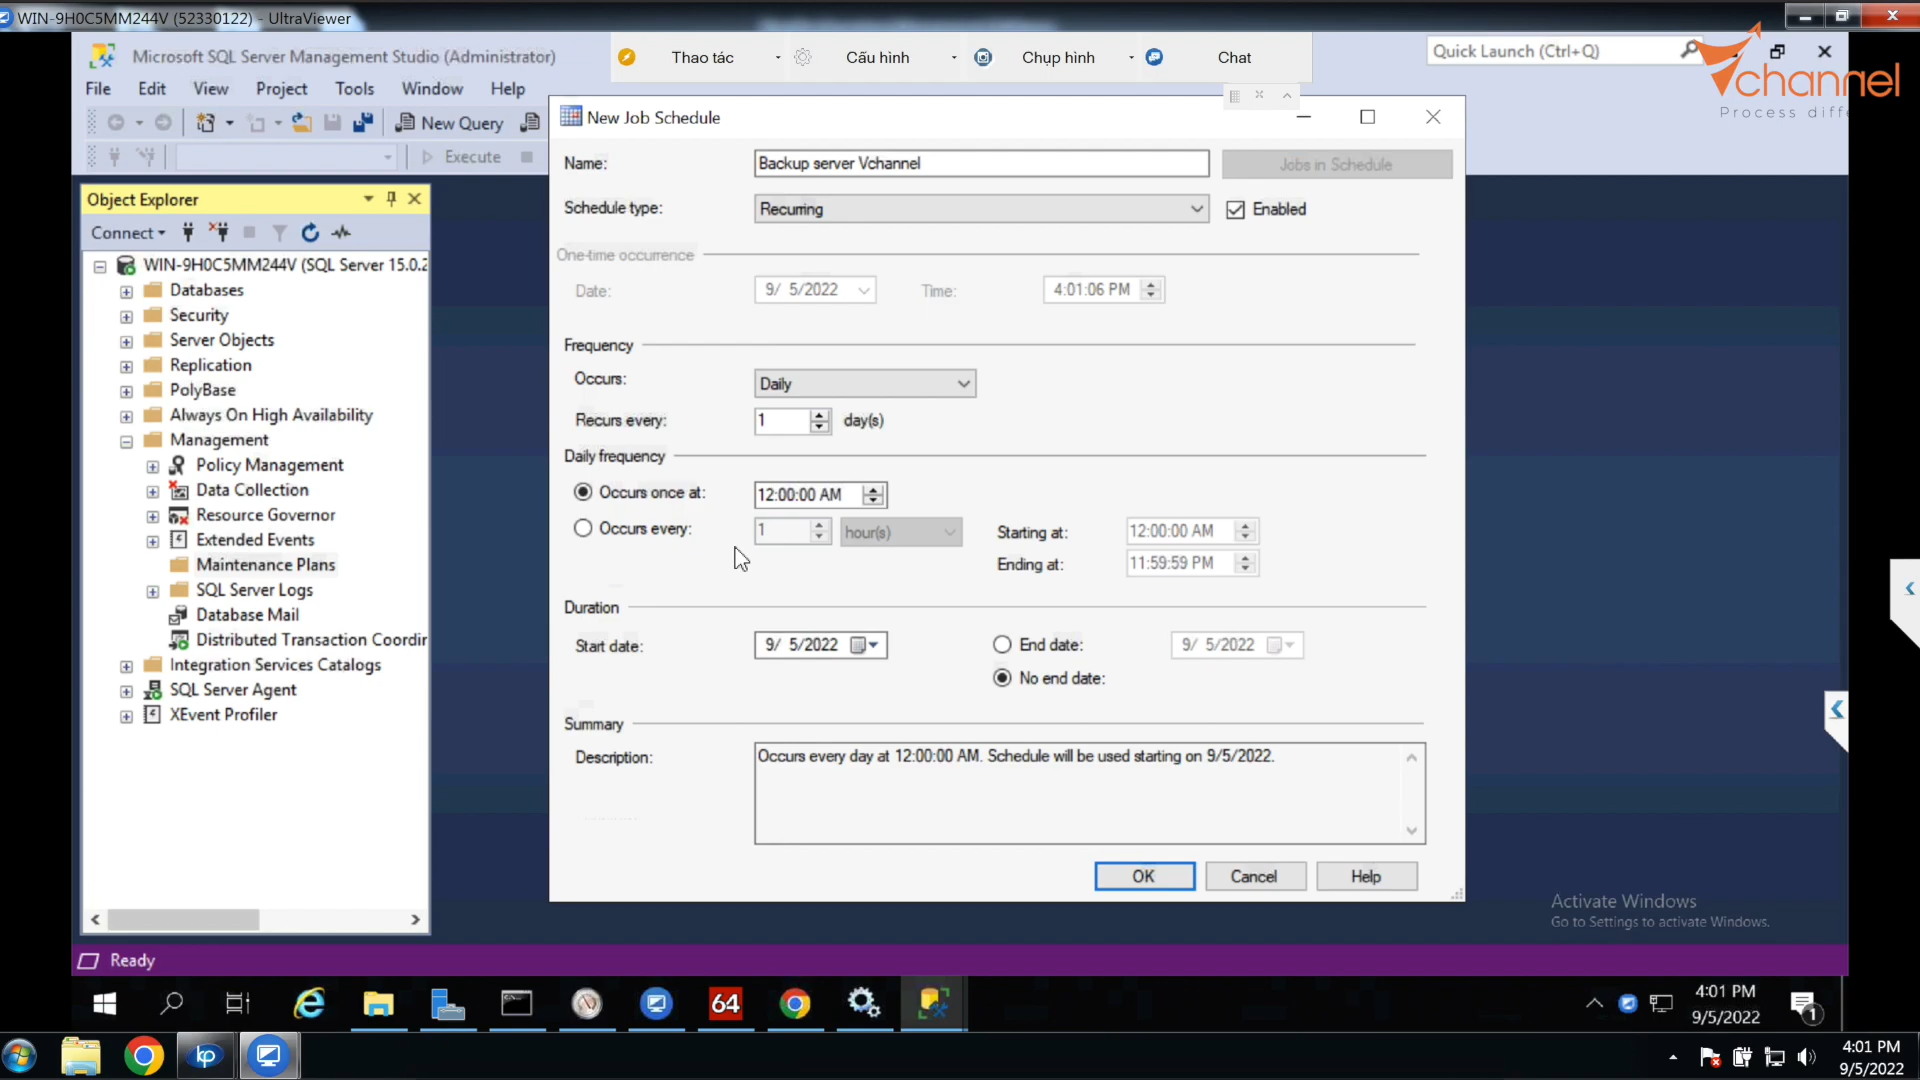 WIN-9H0C5MM244V (52330122) - UltraViewer
Microsoft SQL Server Management Studio (Administrator)
Thao tác
Cấu hình
Chụp hình
Chat
Quick Launch (Ctrl+Q)
Vchannel
Process diffe
File Edit View Project Tools Window Help
New Query
Execute
Object Explorer
Connect
WIN-9H0C5MM244V (SQL Server 15.0.2
Databases
Security
Server Objects
Replication
PolyBase
Always On High Availability
Management
Policy Management
Data Collection
Resource Governor
Extended Events
Maintenance Plans
SQL Server Logs
Database Mail
Distributed Transaction Coordin
Integration Services Catalogs
SQL Server Agent
XEvent Profiler
New Job Schedule
Name: Backup server Vchannel Jobs in Schedule
Schedule type: Recurring Enabled
One-time occurrence
Date: 9/ 5/2022 Time: 4:01:06 PM
Frequency
Occurs: Daily
Recurs every: 1 day(s)
Daily frequency
Occurs once at: 12:00:00 AM
Occurs every: 1 hour(s) Starting at: 12:00:00 AM
Ending at: 11:59:59 PM
Duration
Start date: 9/ 5/2022 End date: 9/ 5/2022
No end date:
Summary
Description: Occurs every day at 12:00:00 AM. Schedule will be used starting on 9/5/2022.
OK Cancel Help
Activate Windows
Go to Settings to activate Windows.
Ready
64
4:01 PM
9/5/2022
1
kp
4:01 PM
9/5/2022